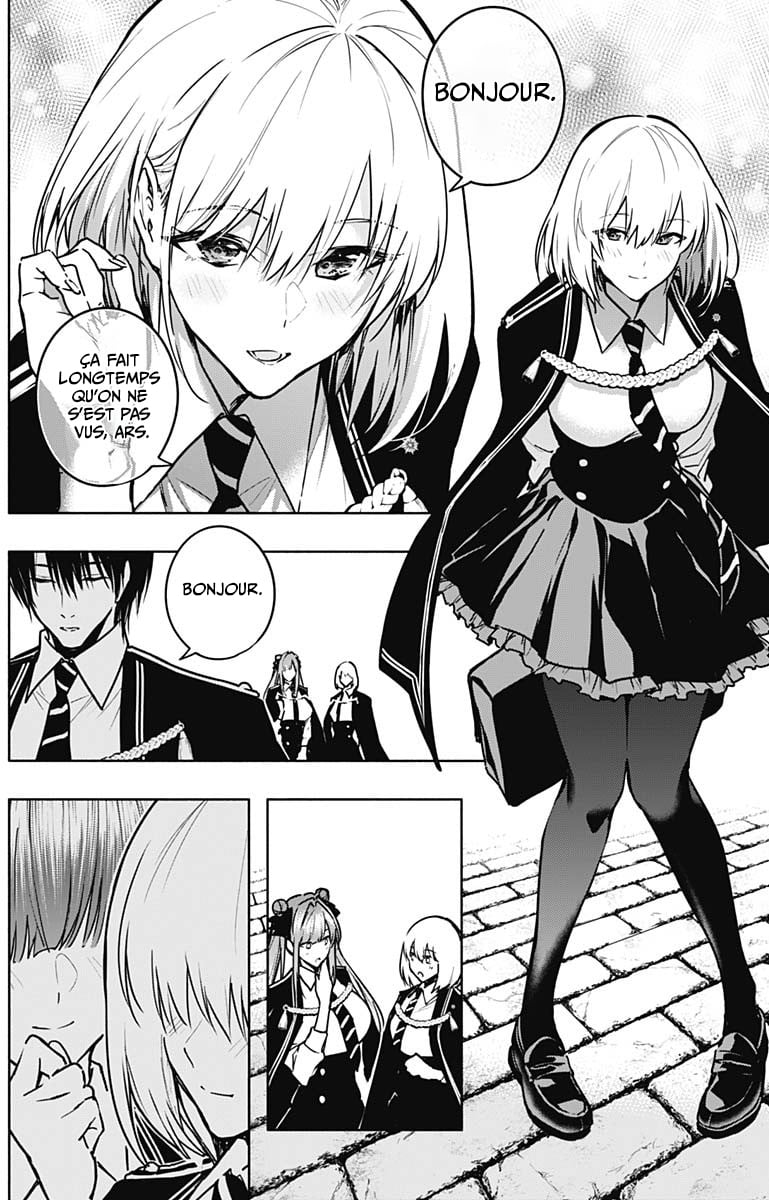 BONJOUR.
ÇA FAIT
LONGTEMPS
QU'ON NE
S'EST PAS
VUS, ARS.
BONJOUR.